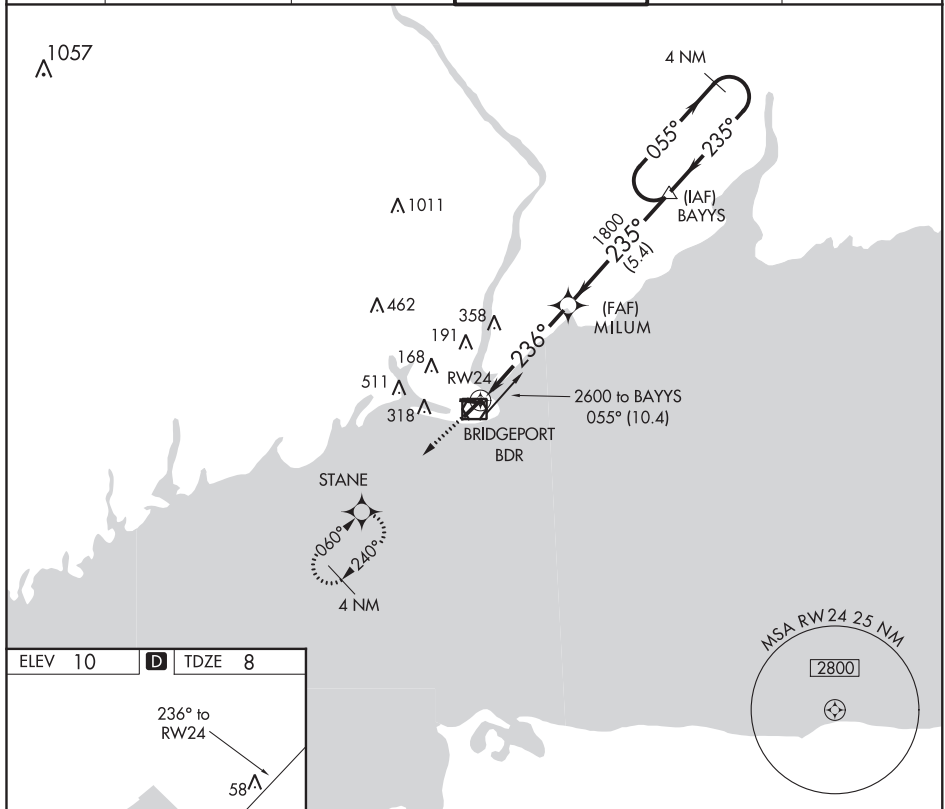 1057
4 NM
055°
235°
(IAF)
BAYYS
1011
1800
235°
(5.4)
462
358
(FAF)
MILUM
191
236°
168
RW24
511
318
2600 to BAYYS
055° (10.4)
BRIDGEPORT
BDR
STANE
060°
240°
4 NM
MSA RW24 25 NM
2800
ELEV 10 D TDZE 8
236° to
RW24
58